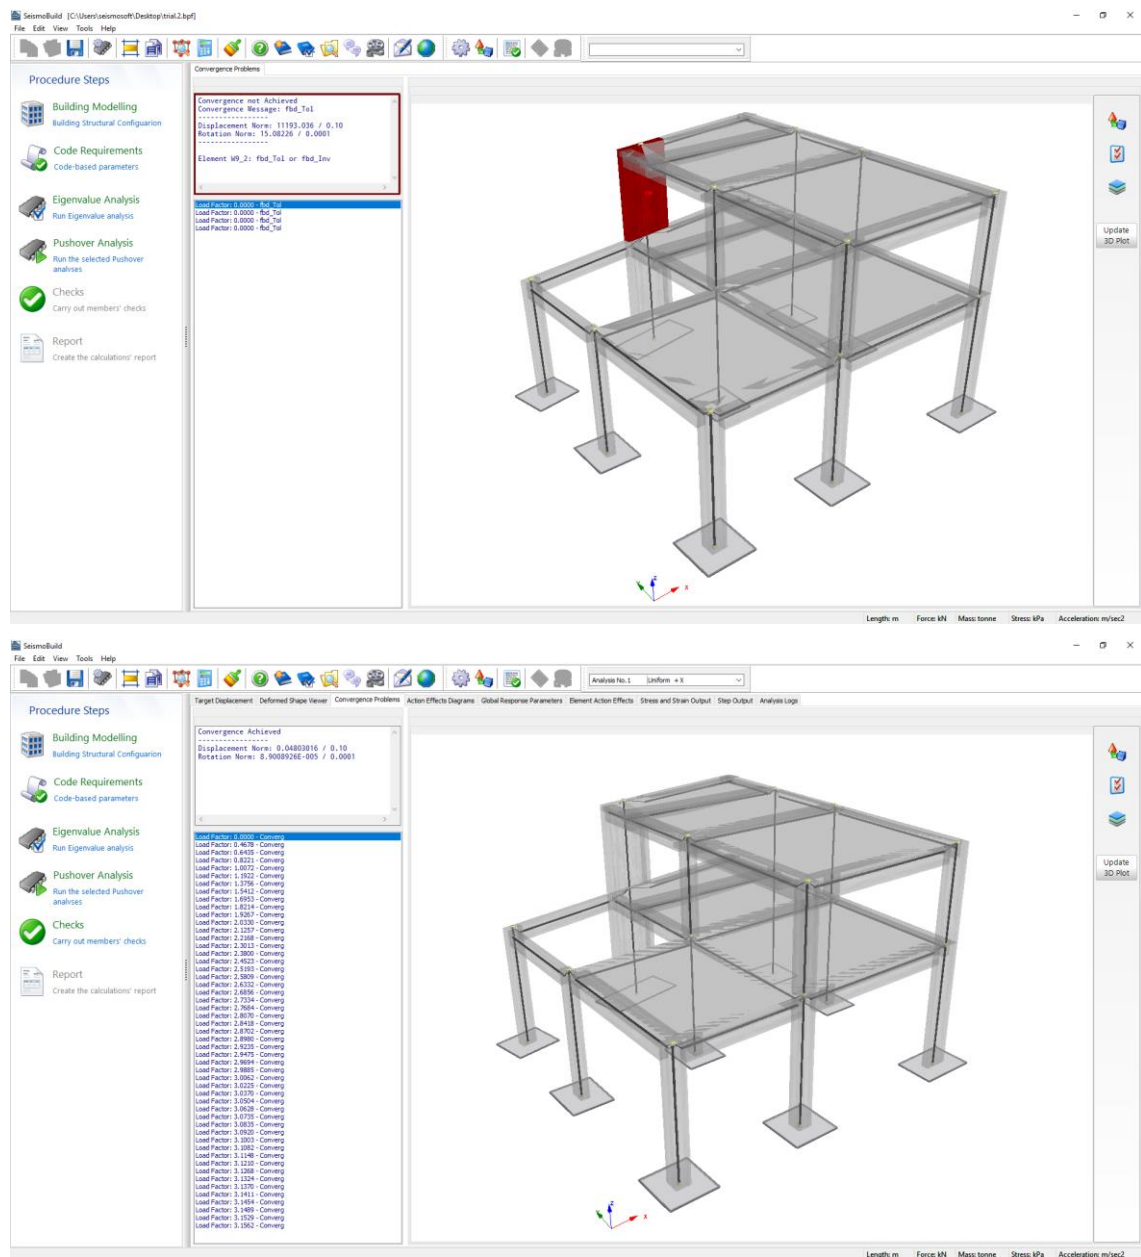 SeismoBuild [C:\Users\seismosoft\Desktop\trial.2.bpf]
File Edit View Tools Help
Procedure Steps
Building Modelling
Building Structural Configuarion
Code Requirements
Code-based parameters
Eigenvalue Analysis
Run Eigenvalue analysis
Pushover Analysis
Run the selected Pushover
analyses
Checks
Carry out members' checks
Report
Create the calculations' report
Convergence Problems
Convergence not Achieved
Convergence Message: fbd_Tol
-----------------
Displacement Norm: 11193.036 / 0.10
Rotation Norm: 15.08226 / 0.0001
-----------------
Element W9_2: fbd_Tol or fbd_Inv
Load Factor: 0.0000 - fbd_Tol
Load Factor: 0.0000 - fbd_Tol
Load Factor: 0.0000 - fbd_Tol
Load Factor: 0.0000 - fbd_Tol
Update
3D Plot
z
y
x
Length: m Force: kN Mass: tonne Stress: kPa Acceleration: m/sec2
SeismoBuild
File Edit View Tools Help
Analysis No.1 |Uniform +X
Procedure Steps
Building Modelling
Building Structural Configuarion
Code Requirements
Code-based parameters
Eigenvalue Analysis
Run Eigenvalue analysis
Pushover Analysis
Run the selected Pushover
analyses
Checks
Carry out members' checks
Report
Create the calculations' report
Target Displacement Deformed Shape Viewer Convergence Problems Action Effects Diagrams Global Response Parameters Element Action Effects Stress and Strain Output Step Output Analysis Logs
Convergence Achieved
-----------------
Displacement Norm: 0.04803016 / 0.10
Rotation Norm: 8.9008926E-005 / 0.0001
Load Factor: 0.0000 - Converg
Load Factor: 0.4678 - Converg
Load Factor: 0.6435 - Converg
Load Factor: 0.8221 - Converg
Load Factor: 1.0072 - Converg
Load Factor: 1.1922 - Converg
Load Factor: 1.3756 - Converg
Load Factor: 1.5412 - Converg
Load Factor: 1.6953 - Converg
Load Factor: 1.8214 - Converg
Load Factor: 1.9267 - Converg
Load Factor: 2.0330 - Converg
Load Factor: 2.1257 - Converg
Load Factor: 2.2168 - Converg
Load Factor: 2.3013 - Converg
Load Factor: 2.3800 - Converg
Load Factor: 2.4523 - Converg
Load Factor: 2.5193 - Converg
Load Factor: 2.5809 - Converg
Load Factor: 2.6332 - Converg
Load Factor: 2.6856 - Converg
Load Factor: 2.7334 - Converg
Load Factor: 2.7684 - Converg
Load Factor: 2.8070 - Converg
Load Factor: 2.8418 - Converg
Load Factor: 2.8702 - Converg
Load Factor: 2.8980 - Converg
Load Factor: 2.9235 - Converg
Load Factor: 2.9475 - Converg
Load Factor: 2.9694 - Converg
Load Factor: 2.9885 - Converg
Load Factor: 3.0062 - Converg
Load Factor: 3.0225 - Converg
Load Factor: 3.0370 - Converg
Load Factor: 3.0504 - Converg
Load Factor: 3.0628 - Converg
Load Factor: 3.0735 - Converg
Load Factor: 3.0835 - Converg
Load Factor: 3.0920 - Converg
Load Factor: 3.1003 - Converg
Load Factor: 3.1082 - Converg
Load Factor: 3.1148 - Converg
Load Factor: 3.1210 - Converg
Load Factor: 3.1268 - Converg
Load Factor: 3.1324 - Converg
Load Factor: 3.1370 - Converg
Load Factor: 3.1411 - Converg
Load Factor: 3.1454 - Converg
Load Factor: 3.1489 - Converg
Load Factor: 3.1529 - Converg
Load Factor: 3.1562 - Converg
Update
3D Plot
z
y
x
Length: m Force: kN Mass: tonne Stress: kPa Acceleration: m/sec2